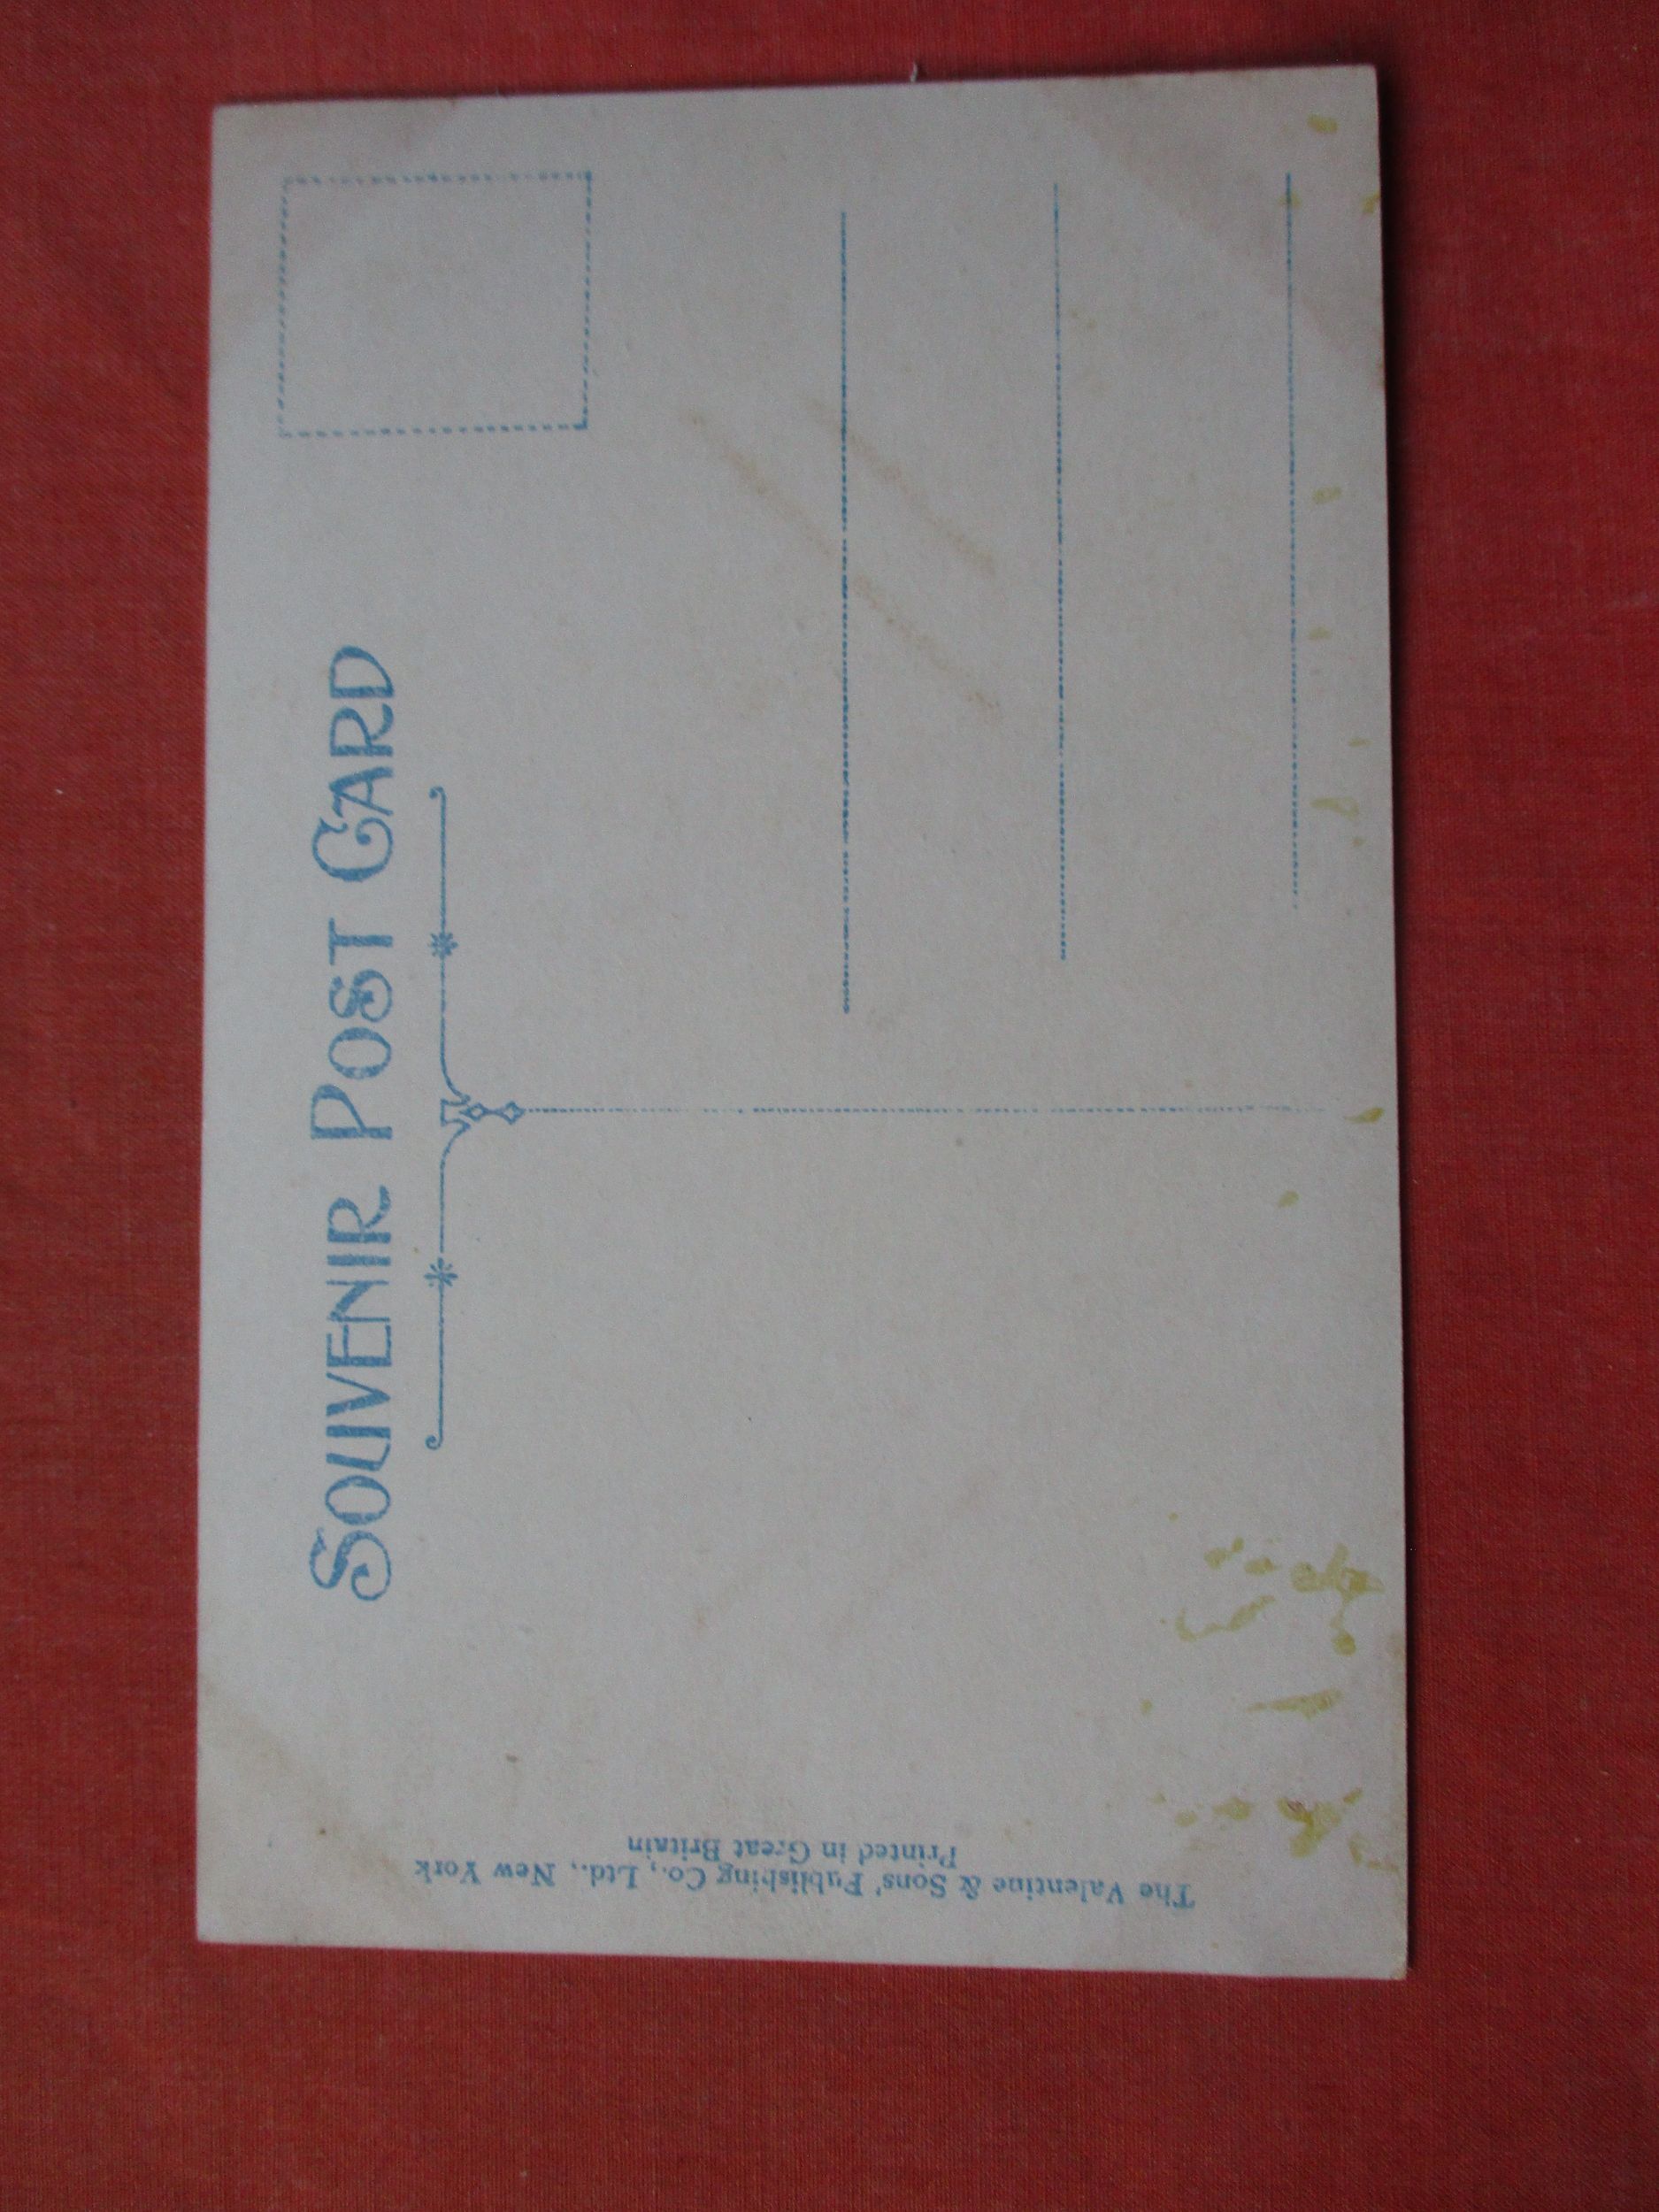 SOUVENIR POST CARD
The Valentine & Sons' Publishing Co., Ltd., New York
Printed in Great Britain